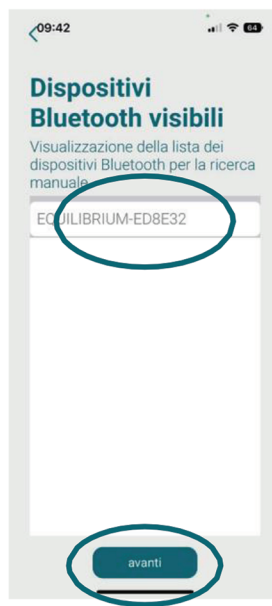 09:42
64
Dispositivi
Bluetooth visibili
Visualizzazione della lista dei
dispositivi Bluetooth per la ricerca
manuale
EQUILIBRIUM-ED8E32
avanti